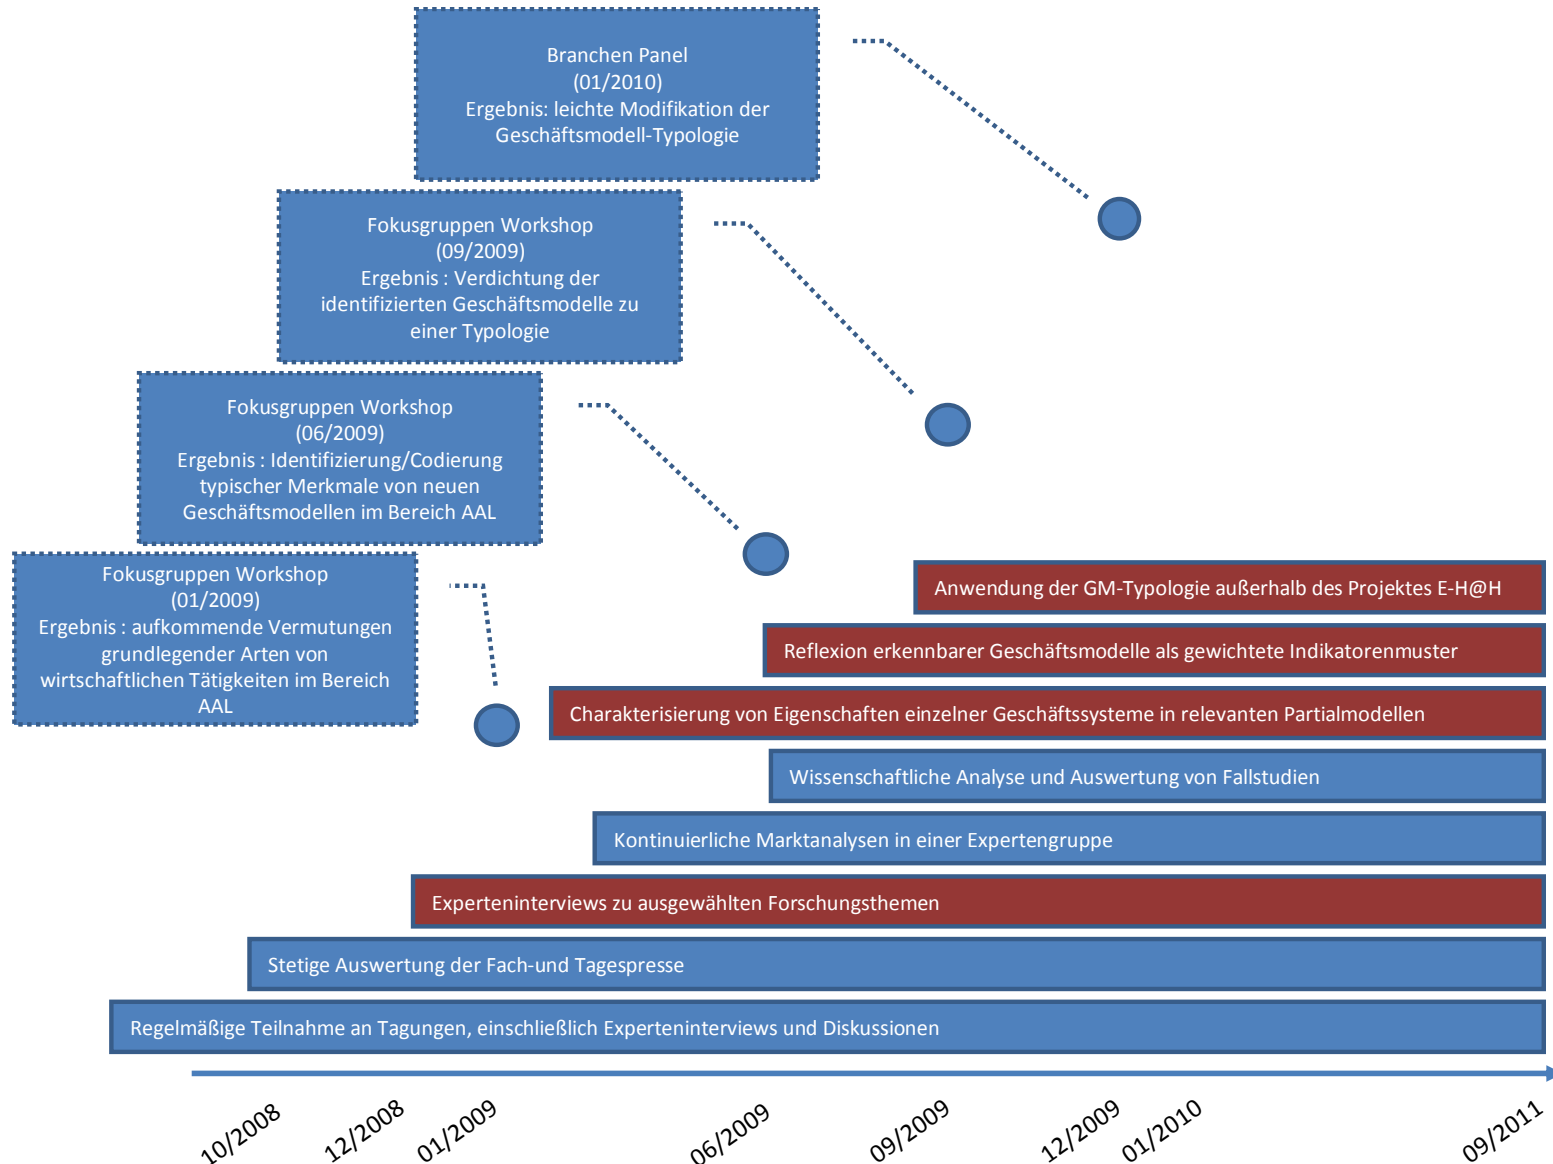 Branchen Panel
(01/2010)
Ergebnis: leichte Modifikation der
Geschäftsmodell-Typologie
Fokusgruppen Workshop
(09/2009)
Ergebnis : Verdichtung der
identifizierten Geschäftsmodelle zu
einer Typologie
Fokusgruppen Workshop
(06/2009)
Ergebnis : Identifizierung/Codierung
typischer Merkmale von neuen
Geschäftsmodellen im Bereich AAL
Fokusgruppen Workshop
(01/2009)
Ergebnis : aufkommende Vermutungen
grundlegender Arten von
wirtschaftlichen Tätigkeiten im Bereich
AAL
Anwendung der GM-Typologie außerhalb des Projektes E-H@H
Reflexion erkennbarer Geschäftsmodelle als gewichtete Indikatorenmuster
Charakterisierung von Eigenschaften einzelner Geschäftssysteme in relevanten Partialmodellen
Wissenschaftliche Analyse und Auswertung von Fallstudien
Kontinuierliche Marktanalysen in einer Expertengruppe
Experteninterviews zu ausgewählten Forschungsthemen
Stetige Auswertung der Fach-und Tagespresse
Regelmäßige Teilnahme an Tagungen, einschließlich Experteninterviews und Diskussionen
10/2008
12/2008
01/2009
06/2009
09/2009
12/2009
01/2010
09/2011